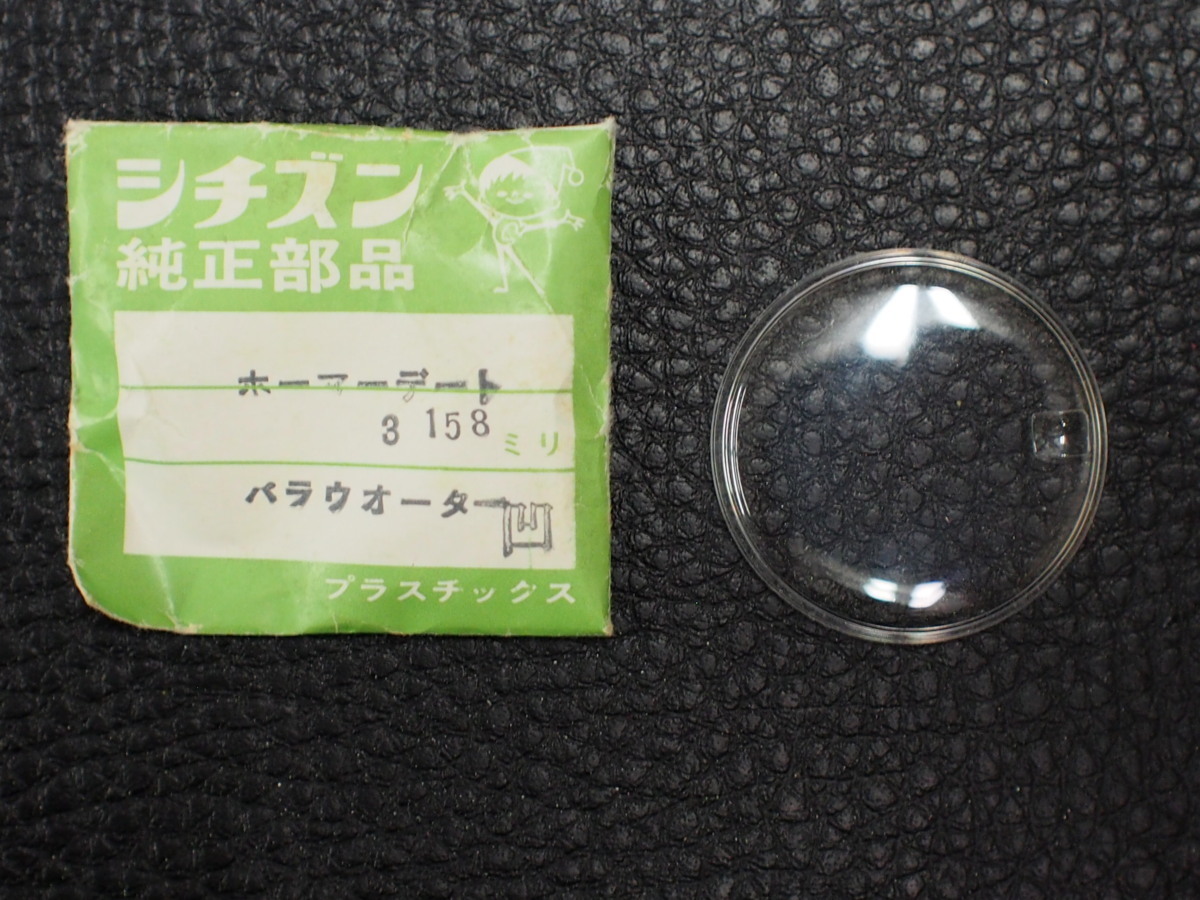 シチズン
純正部品
ホーマーデート
3 158 ミリ
パラウオーター 凹
プラスチックス